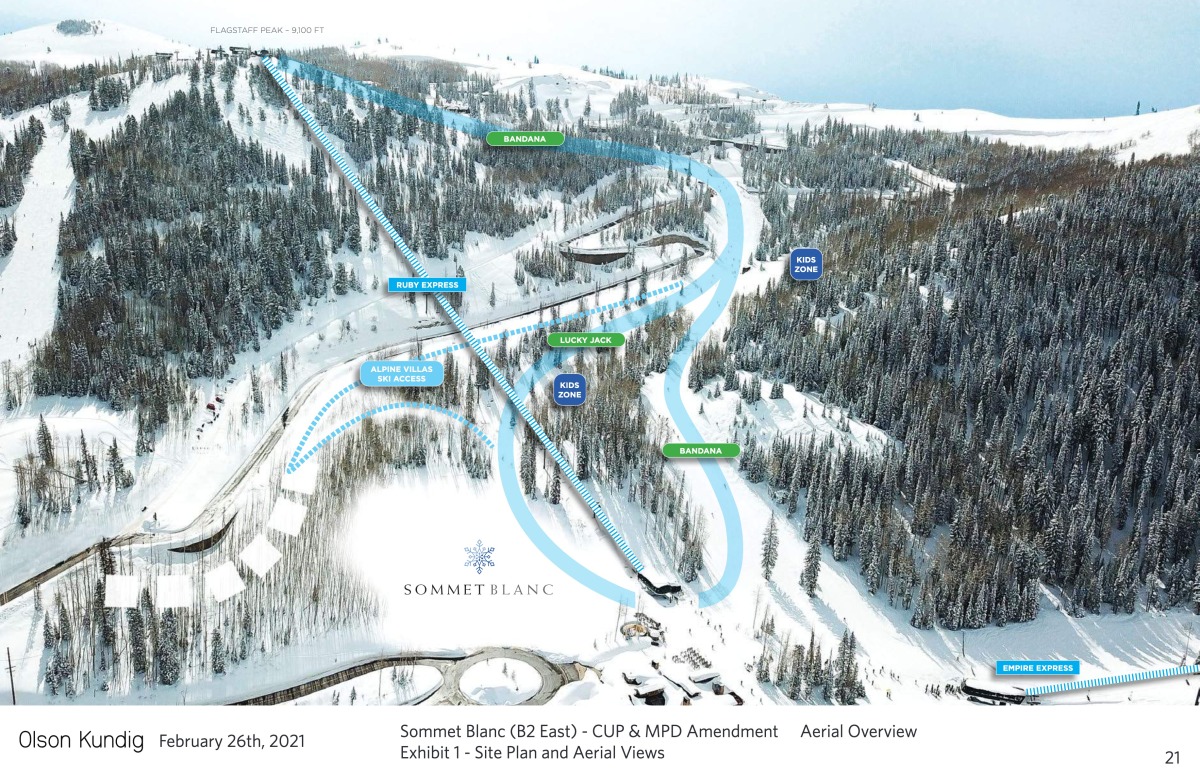 FLAGSTAFF PEAK – 9,100 FT
BANDANA
KIDS
ZONE
RUBY EXPRESS
LUCKY JACK
ALPINE VILLAS
SKI ACCESS
KIDS
ZONE
BANDANA
SOMMETBLANC
EMPIRE EXPRESS
Olson Kundig February 26th, 2021
Sommet Blanc (B2 East) - CUP & MPD Amendment Aerial Overview
Exhibit 1 - Site Plan and Aerial Views
21